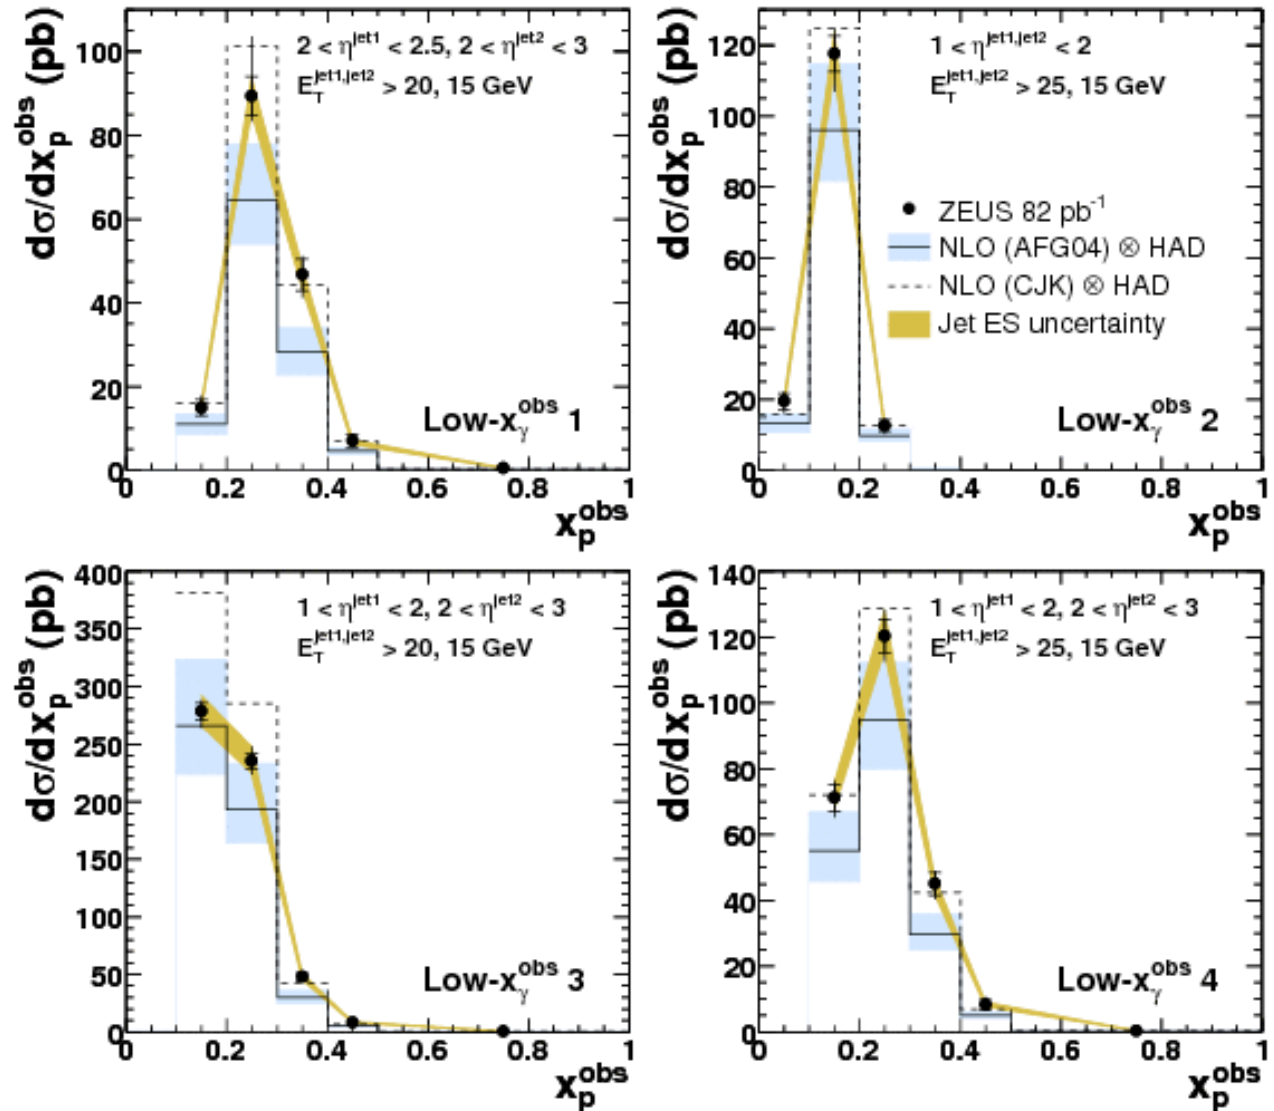 dσ/dx_p^obs (pb)
100
80
60
40
20
0
2 < η^jet1 < 2.5, 2 < η^jet2 < 3
E_T^jet1,jet2 > 20, 15 GeV
Low-x_γ^obs 1
0 0.2 0.4 0.6 0.8 1
x_p^obs
dσ/dx_p^obs (pb)
120
100
80
60
40
20
0
1 < η^jet1,jet2 < 2
E_T^jet1,jet2 > 25, 15 GeV
ZEUS 82 pb^-1
NLO (AFG04) ⊗ HAD
NLO (CJK) ⊗ HAD
Jet ES uncertainty
Low-x_γ^obs 2
0 0.2 0.4 0.6 0.8 1
x_p^obs
dσ/dx_p^obs (pb)
400
350
300
250
200
150
100
50
0
1 < η^jet1 < 2, 2 < η^jet2 < 3
E_T^jet1,jet2 > 20, 15 GeV
Low-x_γ^obs 3
0 0.2 0.4 0.6 0.8 1
x_p^obs
dσ/dx_p^obs (pb)
140
120
100
80
60
40
20
0
1 < η^jet1 < 2, 2 < η^jet2 < 3
E_T^jet1,jet2 > 25, 15 GeV
Low-x_γ^obs 4
0 0.2 0.4 0.6 0.8 1
x_p^obs